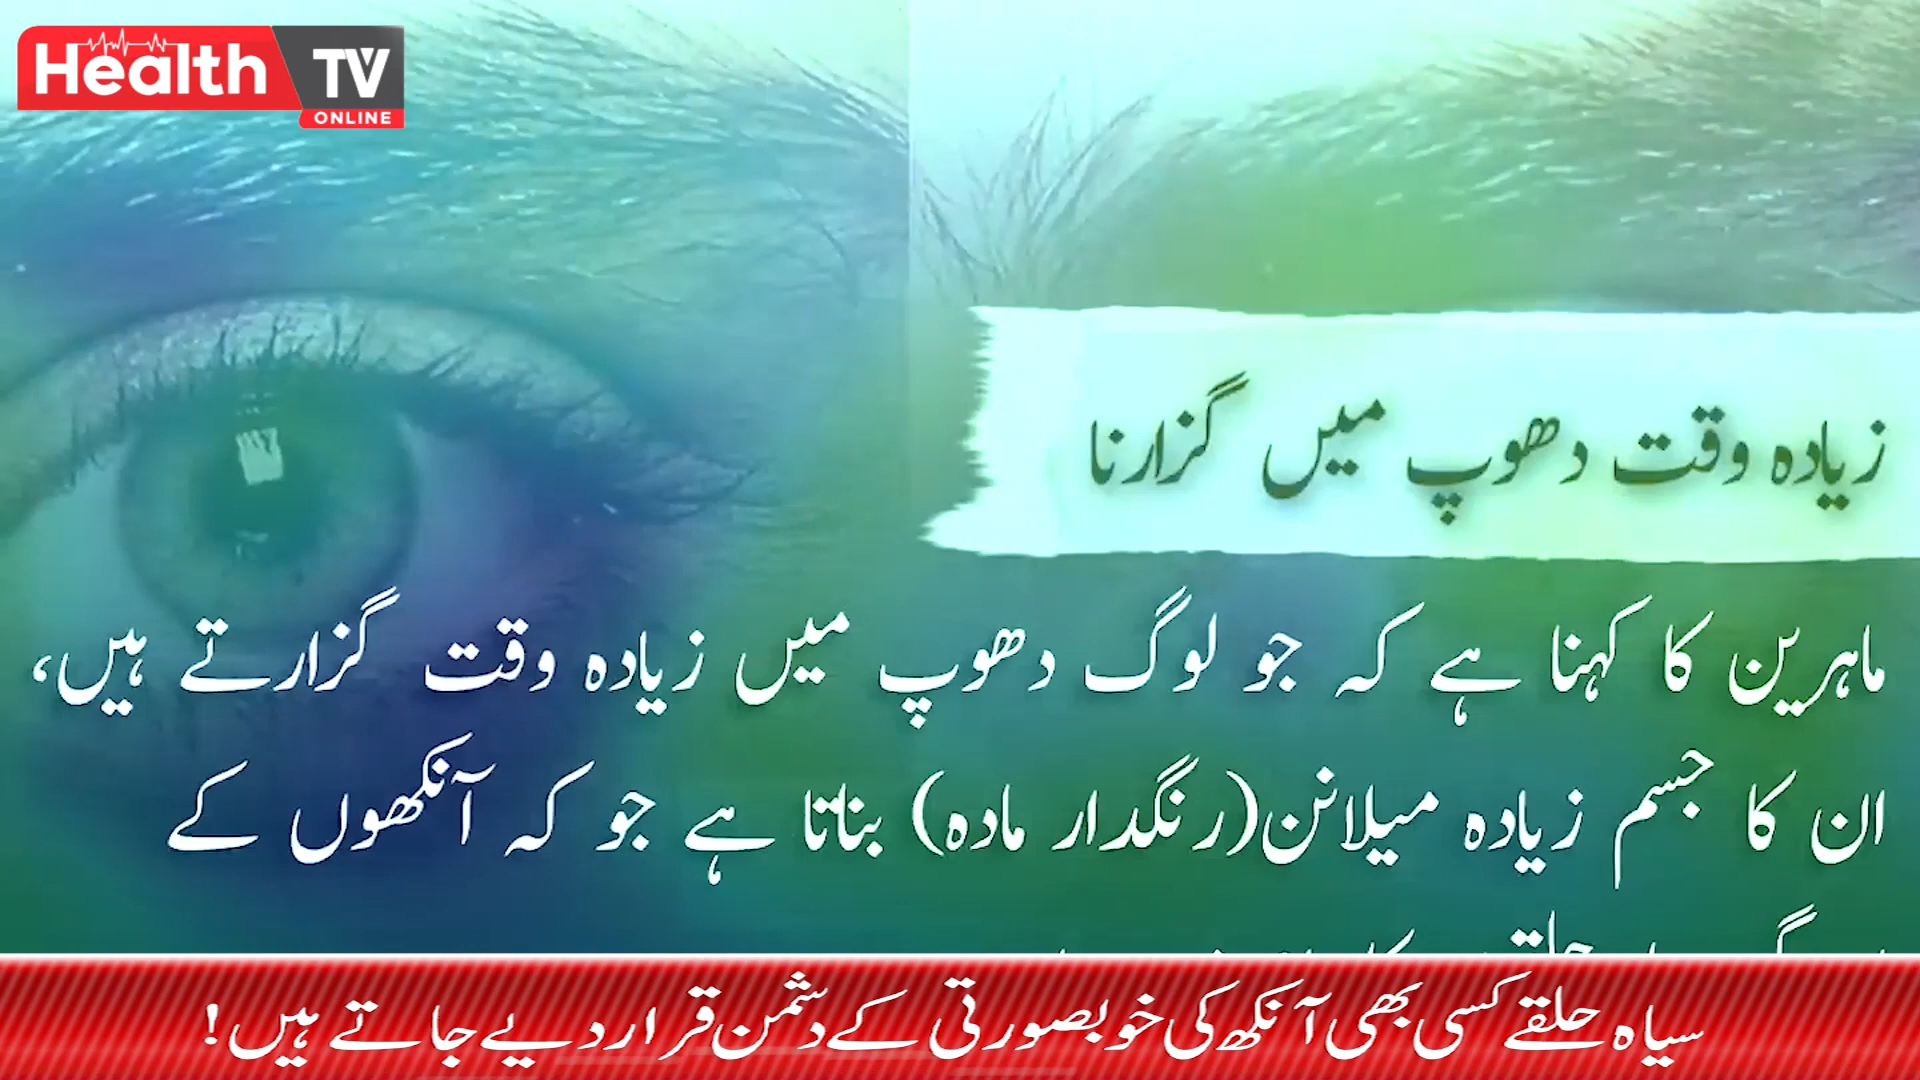 Health TV
ONLINE
زیادہ وقت دھوپ میں گزارنا
ماہرین کا کہنا ہے کہ جو لوگ دھوپ میں زیادہ وقت گزارتے ہیں،
ان کا جسم زیادہ میلانن(رنگدار مادہ) بناتا ہے جو کہ آنکھوں کے
سیاہ حلقے کسی بھی آنکھ کی خوبصورتی کے دشمن قرار دیے جاتے ہیں!